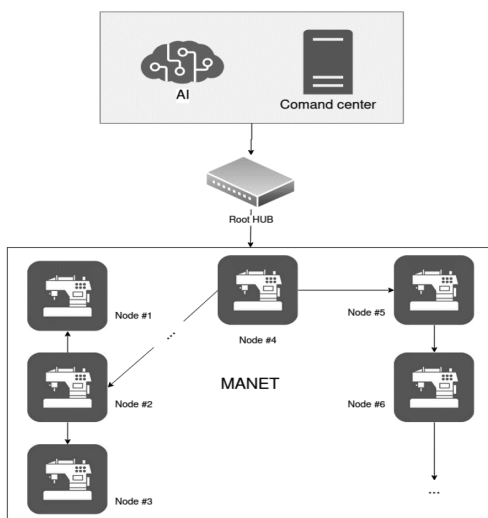 AI
Comand center
Root HUB
Node #1
...
Node #4
Node #5
Node #2
MANET
Node #6
Node #3
...